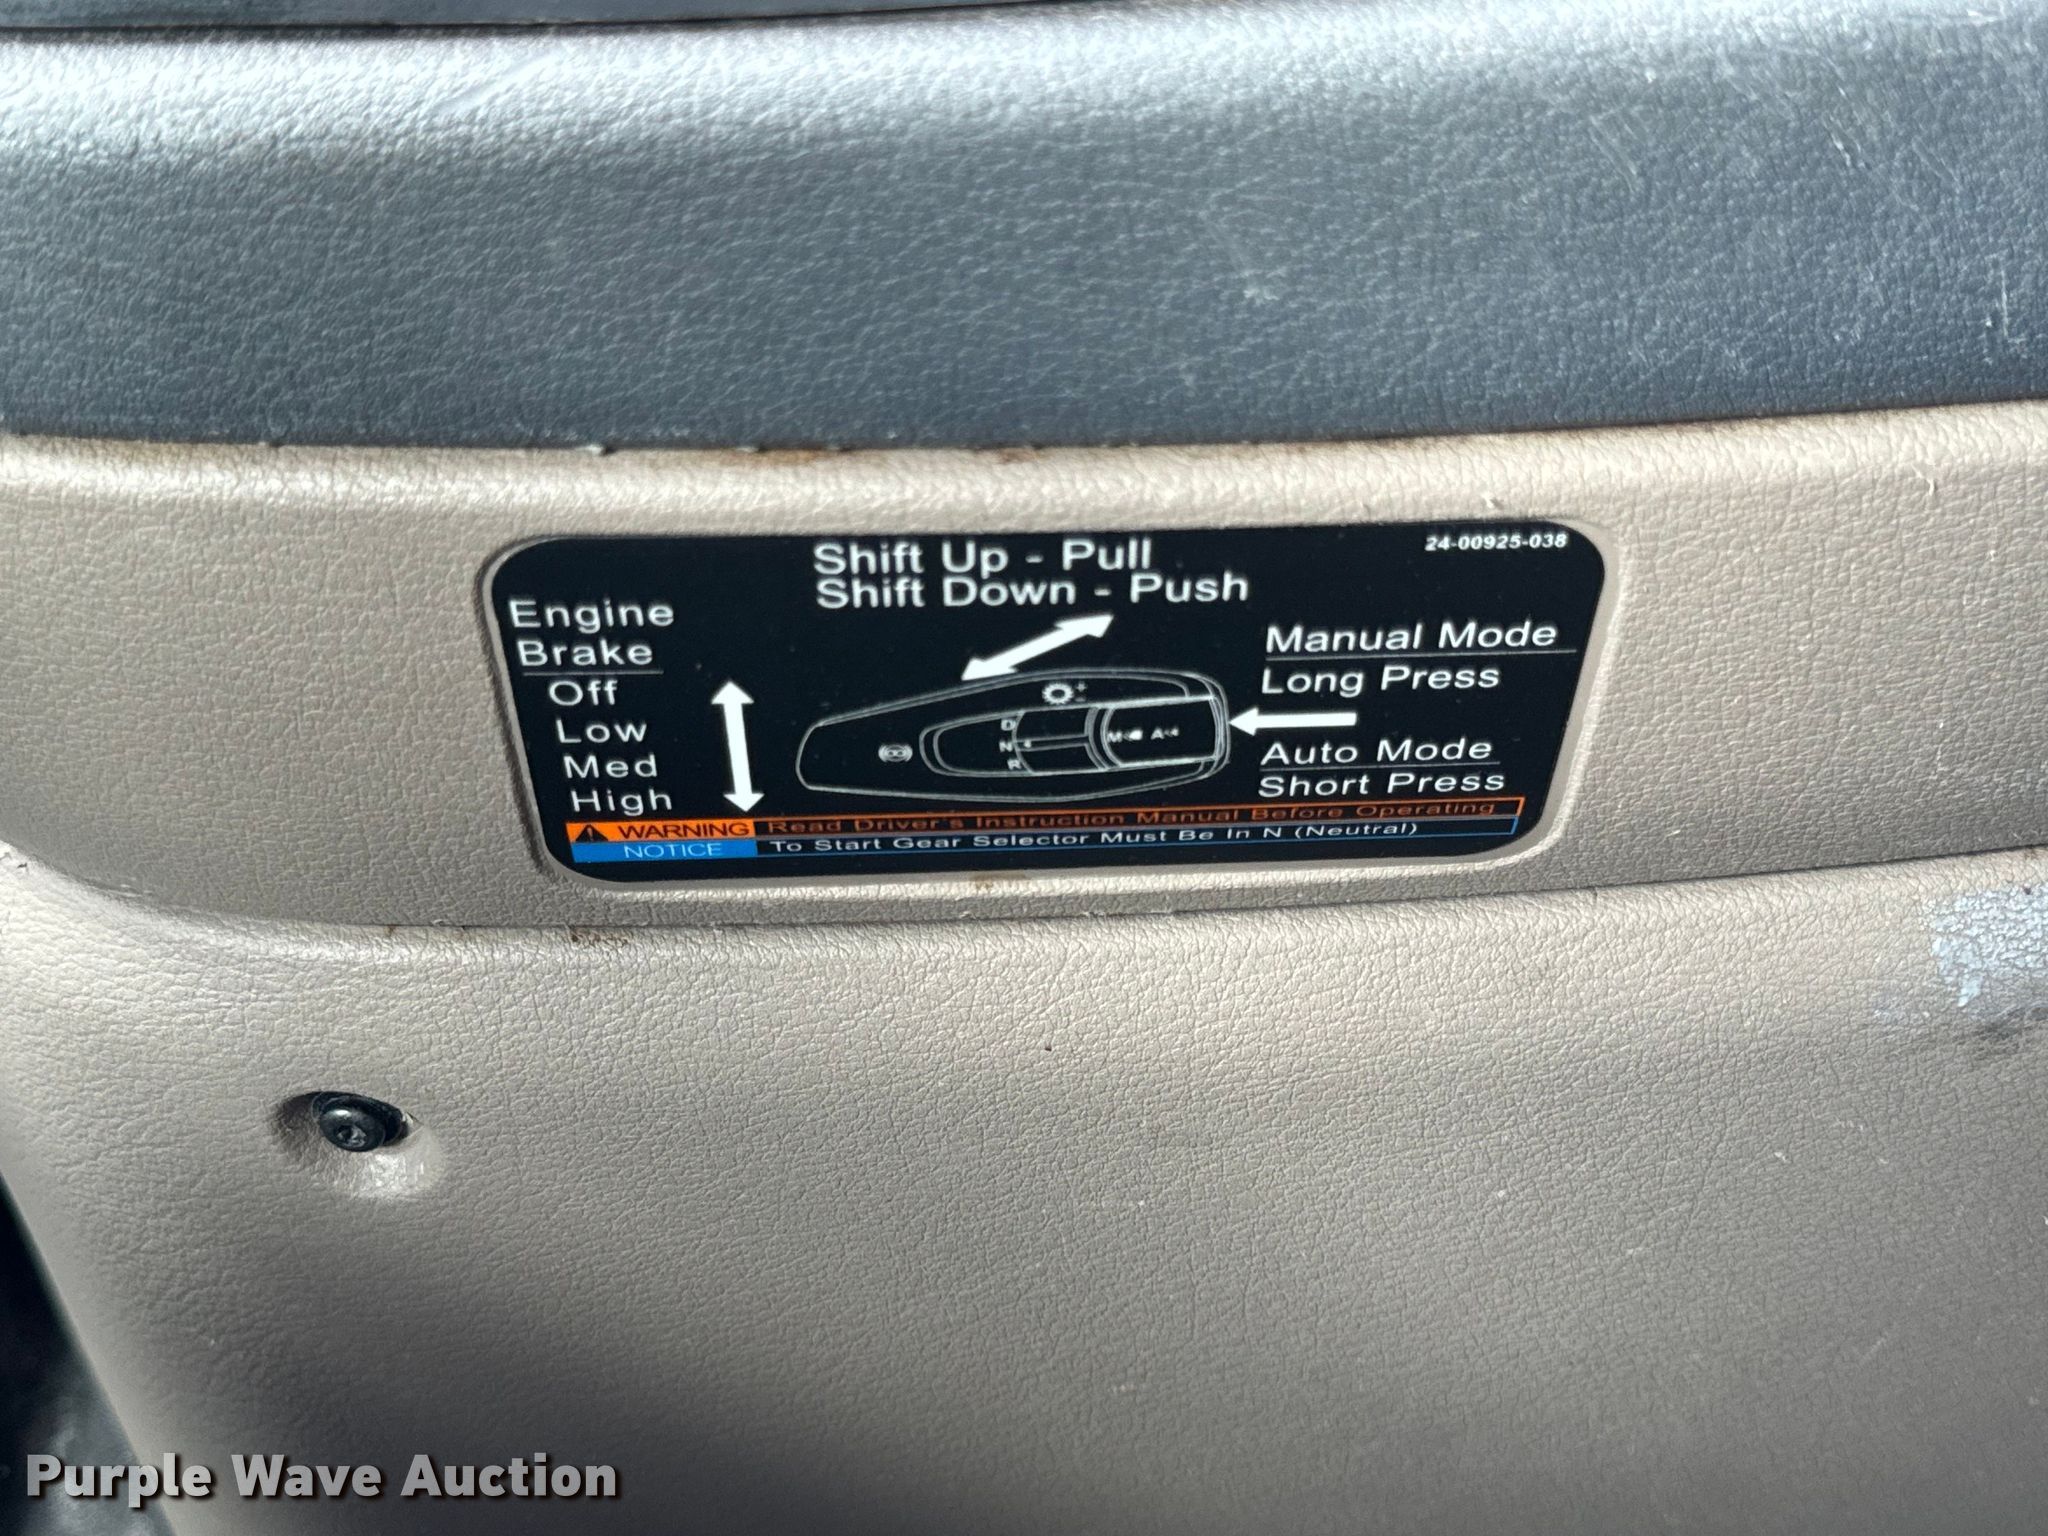 24-00925-038
Shift Up - Pull
Shift Down - Push
Engine
Brake
Off
Low
Med
High
Manual Mode
Long Press
Auto Mode
Short Press
D
N
R
M
A
WARNING Read Driver's Instruction Manual Before Operating
NOTICE To Start Gear Selector Must Be In N (Neutral)
Purple Wave Auction